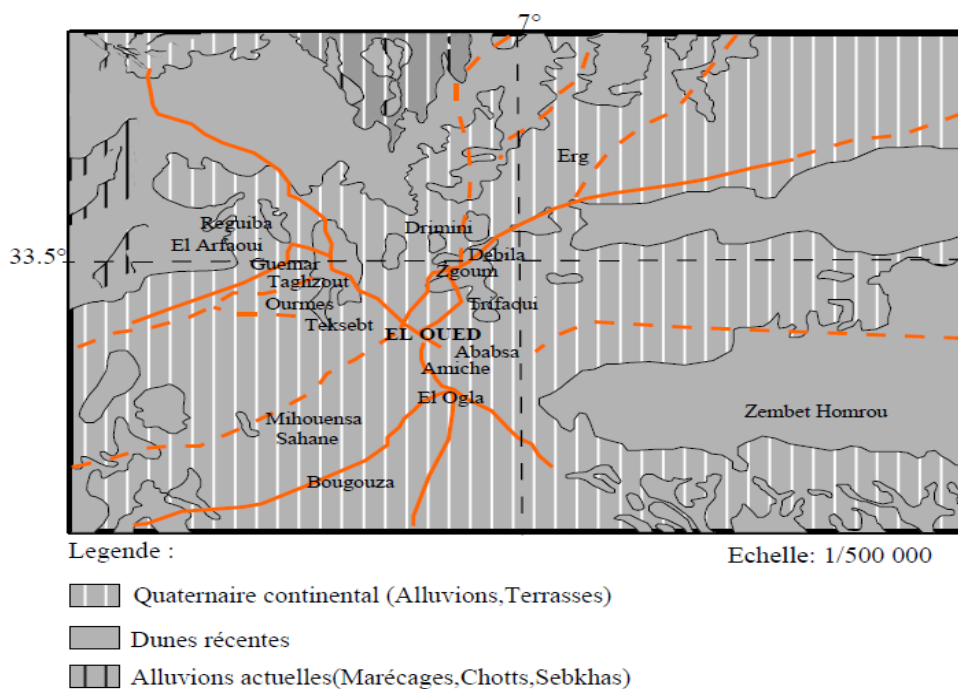 7°
Erg
Reguiba
Drimini
El Arfaoui
Debila
33.5°
Guemar
Zgoum
Taghzout
Ourmes
Trifaqui
Teksebt
EL OUED
Ababsa
Amiche
El Ogla
Zembet Homrou
Mihouensa
Sahane
Bougouza
Legende :
Echelle: 1/500 000
Quaternaire continental (Alluvions,Terrasses)
Dunes récentes
Alluvions actuelles(Marécages,Chotts,Sebkhas)